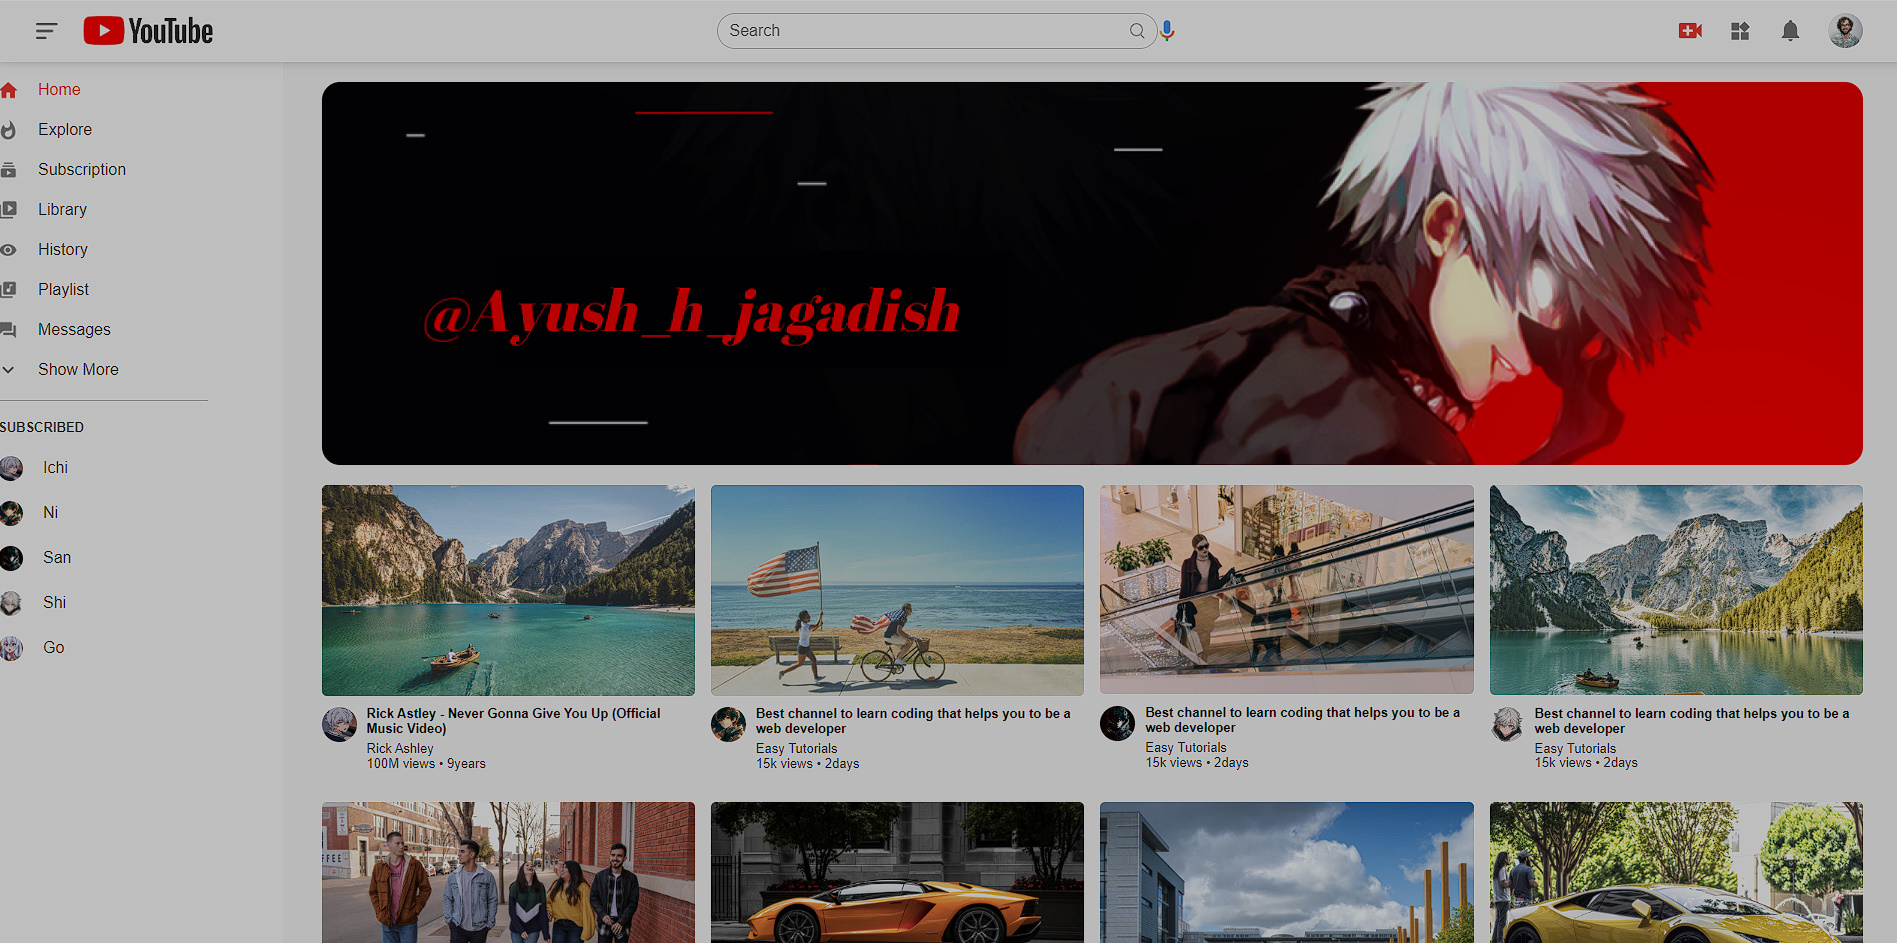 YouTube
Search
Home
Explore
Subscription
Library
History
Playlist
Messages
Show More
SUBSCRIBED
Ichi
Ni
San
Shi
Go
@Ayush_h_jagadish
Rick Astley - Never Gonna Give You Up (Official
Music Video)
Rick Ashley
100M views • 9years
Best channel to learn coding that helps you to be a
web developer
Easy Tutorials
15k views • 2days
Best channel to learn coding that helps you to be a
web developer
Easy Tutorials
15k views • 2days
Best channel to learn coding that helps you to be a
web developer
Easy Tutorials
15k views • 2days
FFEE